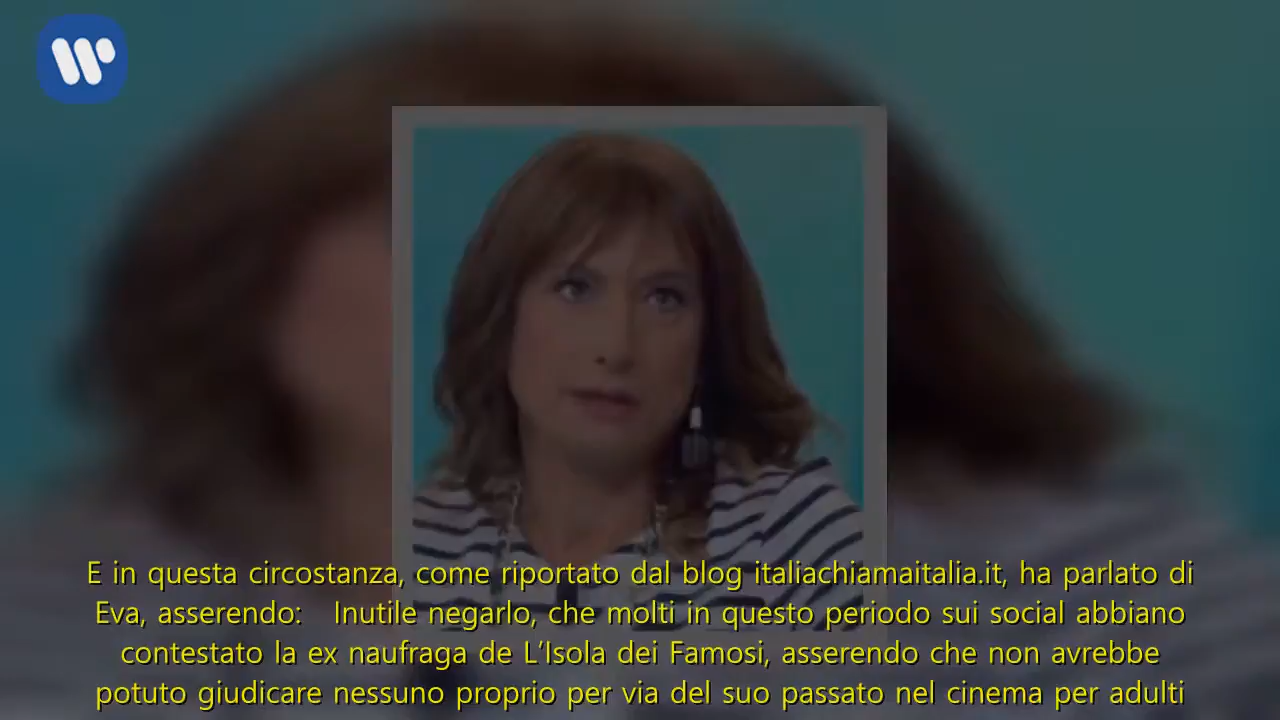 E in questa circostanza, come riportato dal blog italiachiamaitalia.it, ha parlato di
Eva, asserendo: Inutile negarlo, che molti in questo periodo sui social abbiano
contestato la ex naufraga de L’Isola dei Famosi, asserendo che non avrebbe
potuto giudicare nessuno proprio per via del suo passato nel cinema per adulti